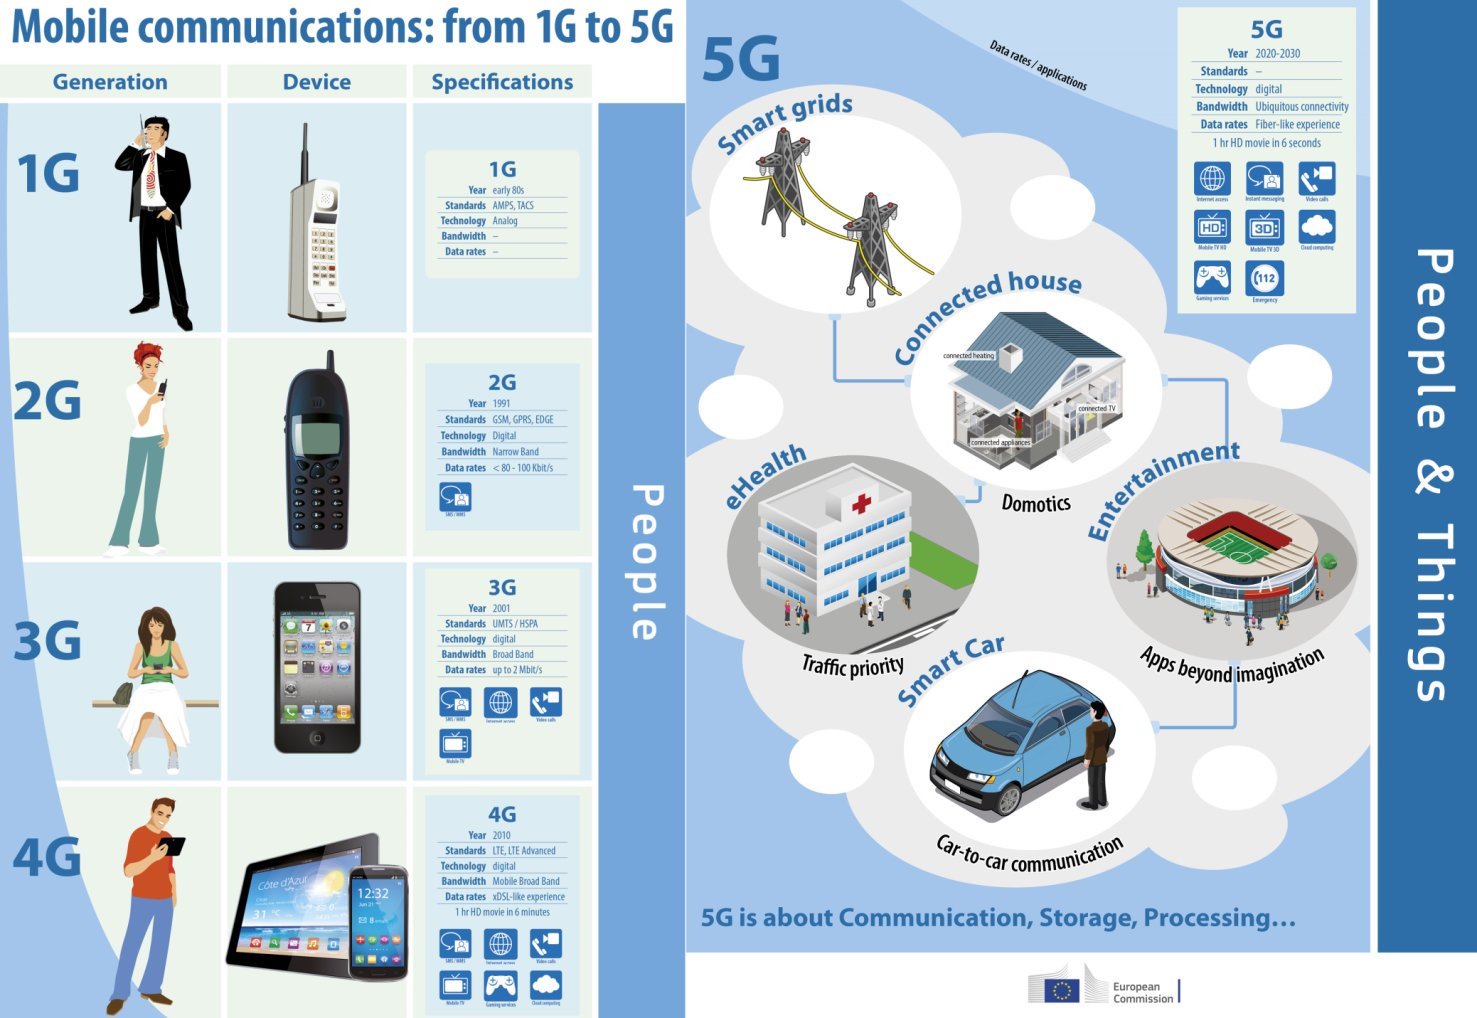 Mobile communications: from 1G to 5G
Generation
Device
Specifications
1G
1G
Year early 80s
Standards AMPS, TACS
Technology Analog
Bandwidth –
Data rates –
2G
2G
Year 1991
Standards GSM, GPRS, EDGE
Technology Digital
Bandwidth Narrow Band
Data rates < 80 - 100 Kbit/s
SMS / MMS
3G
3G
Year 2001
Standards UMTS / HSPA
Technology digital
Bandwidth Broad Band
Data rates up to 2 Mbit/s
SMS / MMS
Internet access
Video calls
Mobile TV
4G
Côte d'Azur
31 °C
12:32
4G
Year 2010
Standards LTE, LTE Advanced
Technology digital
Bandwidth Mobile Broad Band
Data rates xDSL-like experience
1 hr HD movie in 6 minutes
SMS / MMS
Internet access
Video calls
Mobile TV
Gaming services
Cloud computing
People
5G
Data rates / applications
5G
Year 2020-2030
Standards –
Technology digital
Bandwidth Ubiquitous connectivity
Data rates Fiber-like experience
1 hr HD movie in 6 seconds
Internet access
Instant messaging
Video calls
HD
3D
Mobile TV HD
Mobile TV 3D
Cloud computing
112
Gaming services
Emergency
Smart grids
Connected house
connected heating
connected TV
connected appliances
Domotics
eHealth
Traffic priority
Entertainment
Apps beyond imagination
Smart Car
Car-to-car communication
5G is about Communication, Storage, Processing...
People & Things
European
Commission